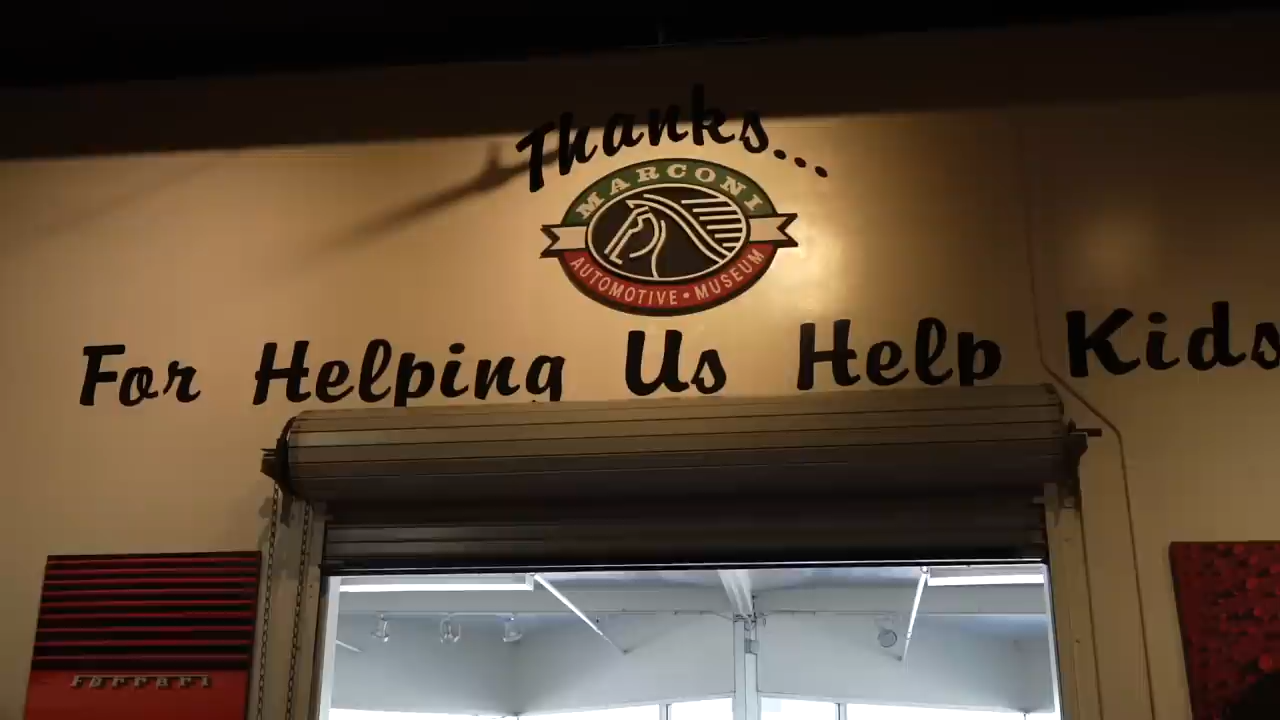 Thanks...
MARCONI
AUTOMOTIVE • MUSEUM
For Helping Us Help Kids
Ferrari